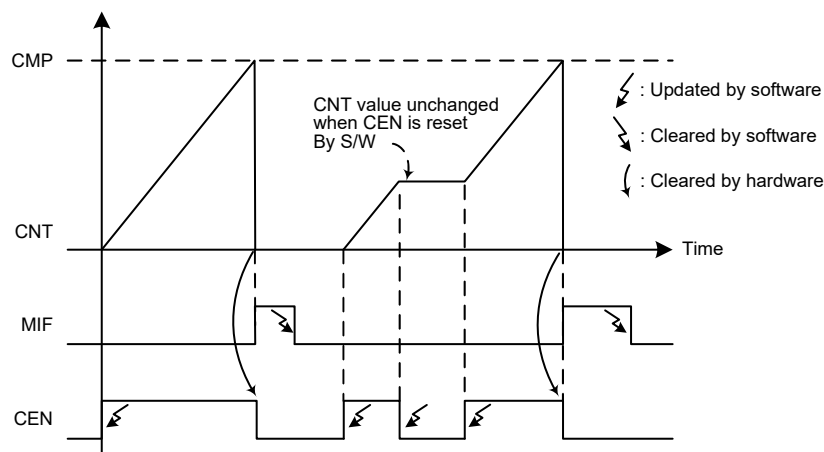 CMP
CNT value unchanged
when CEN is reset
By S/W
: Updated by software
: Cleared by software
: Cleared by hardware
CNT
Time
MIF
CEN